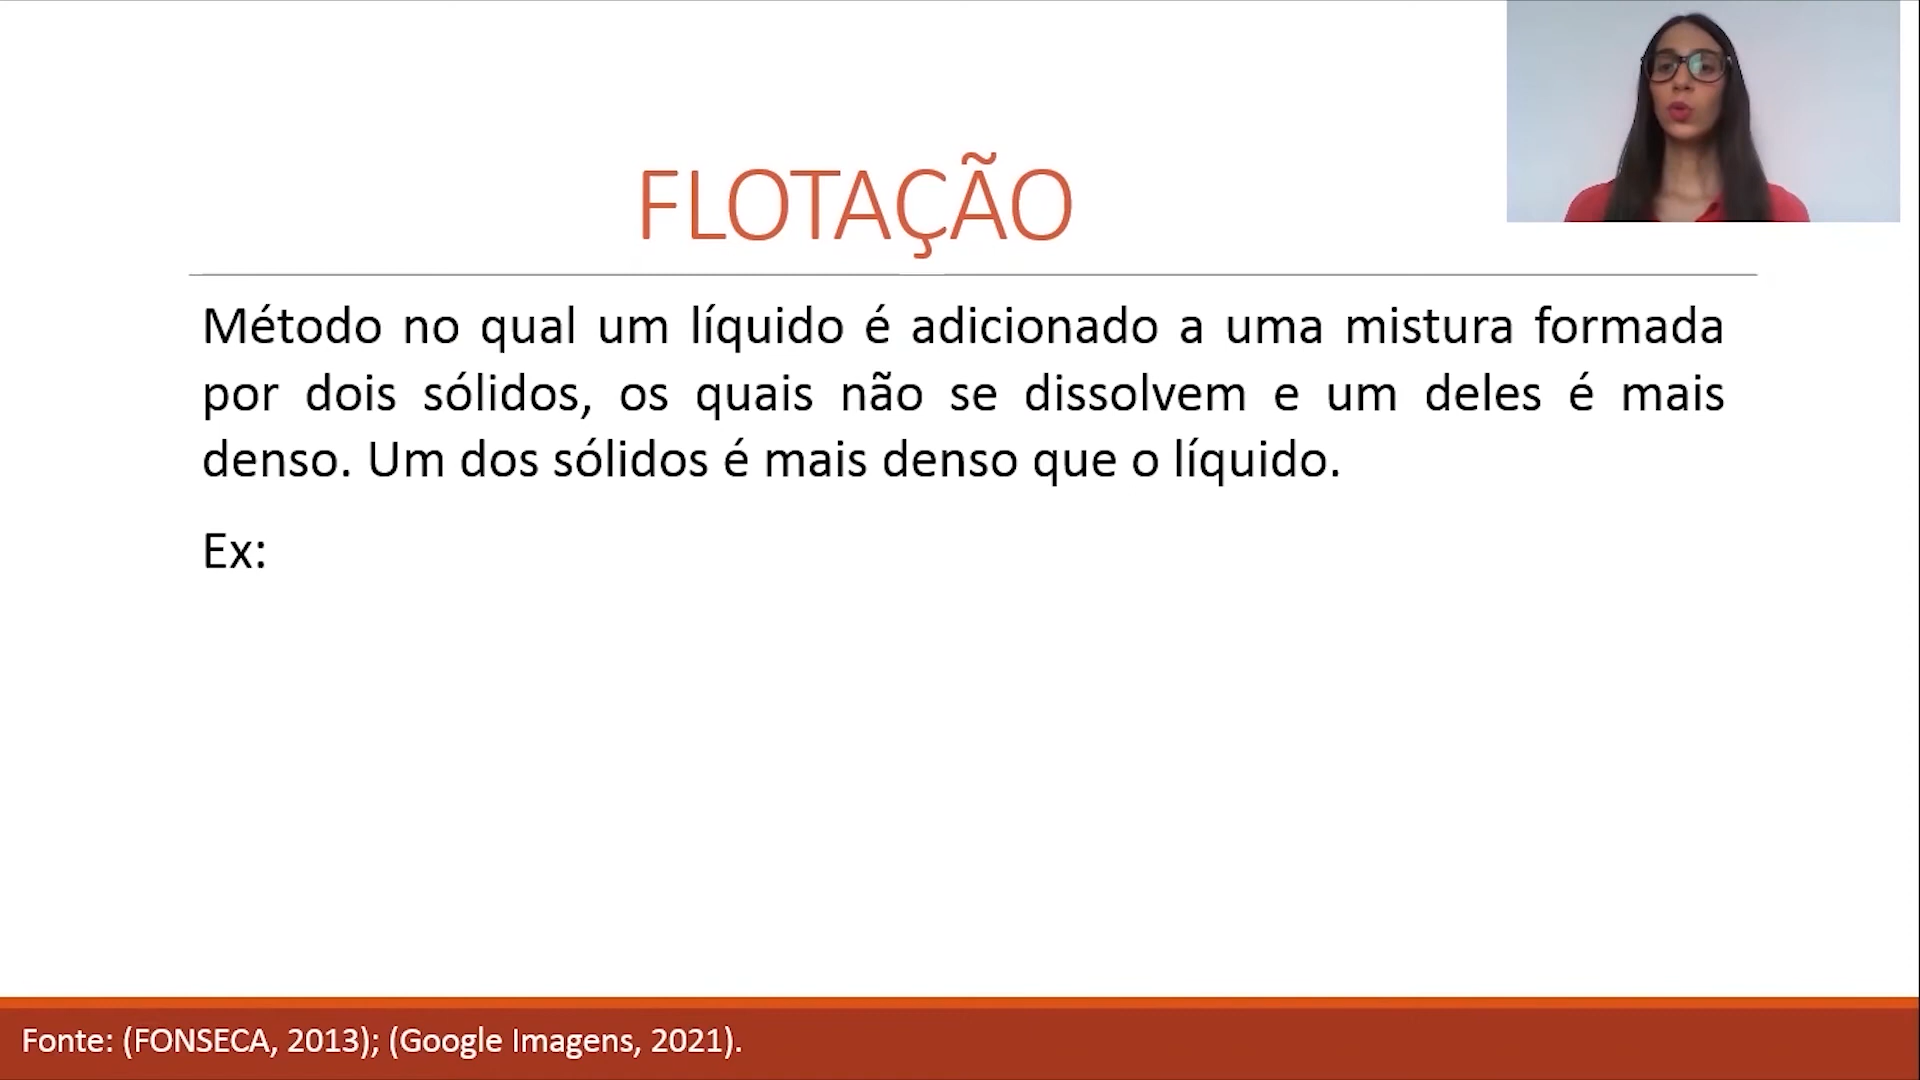 FLOTAÇÃO
Método no qual um líquido é adicionado a uma mistura formada
por dois sólidos, os quais não se dissolvem e um deles é mais
denso. Um dos sólidos é mais denso que o líquido.
Ex:
Fonte: (FONSECA, 2013); (Google Imagens, 2021).